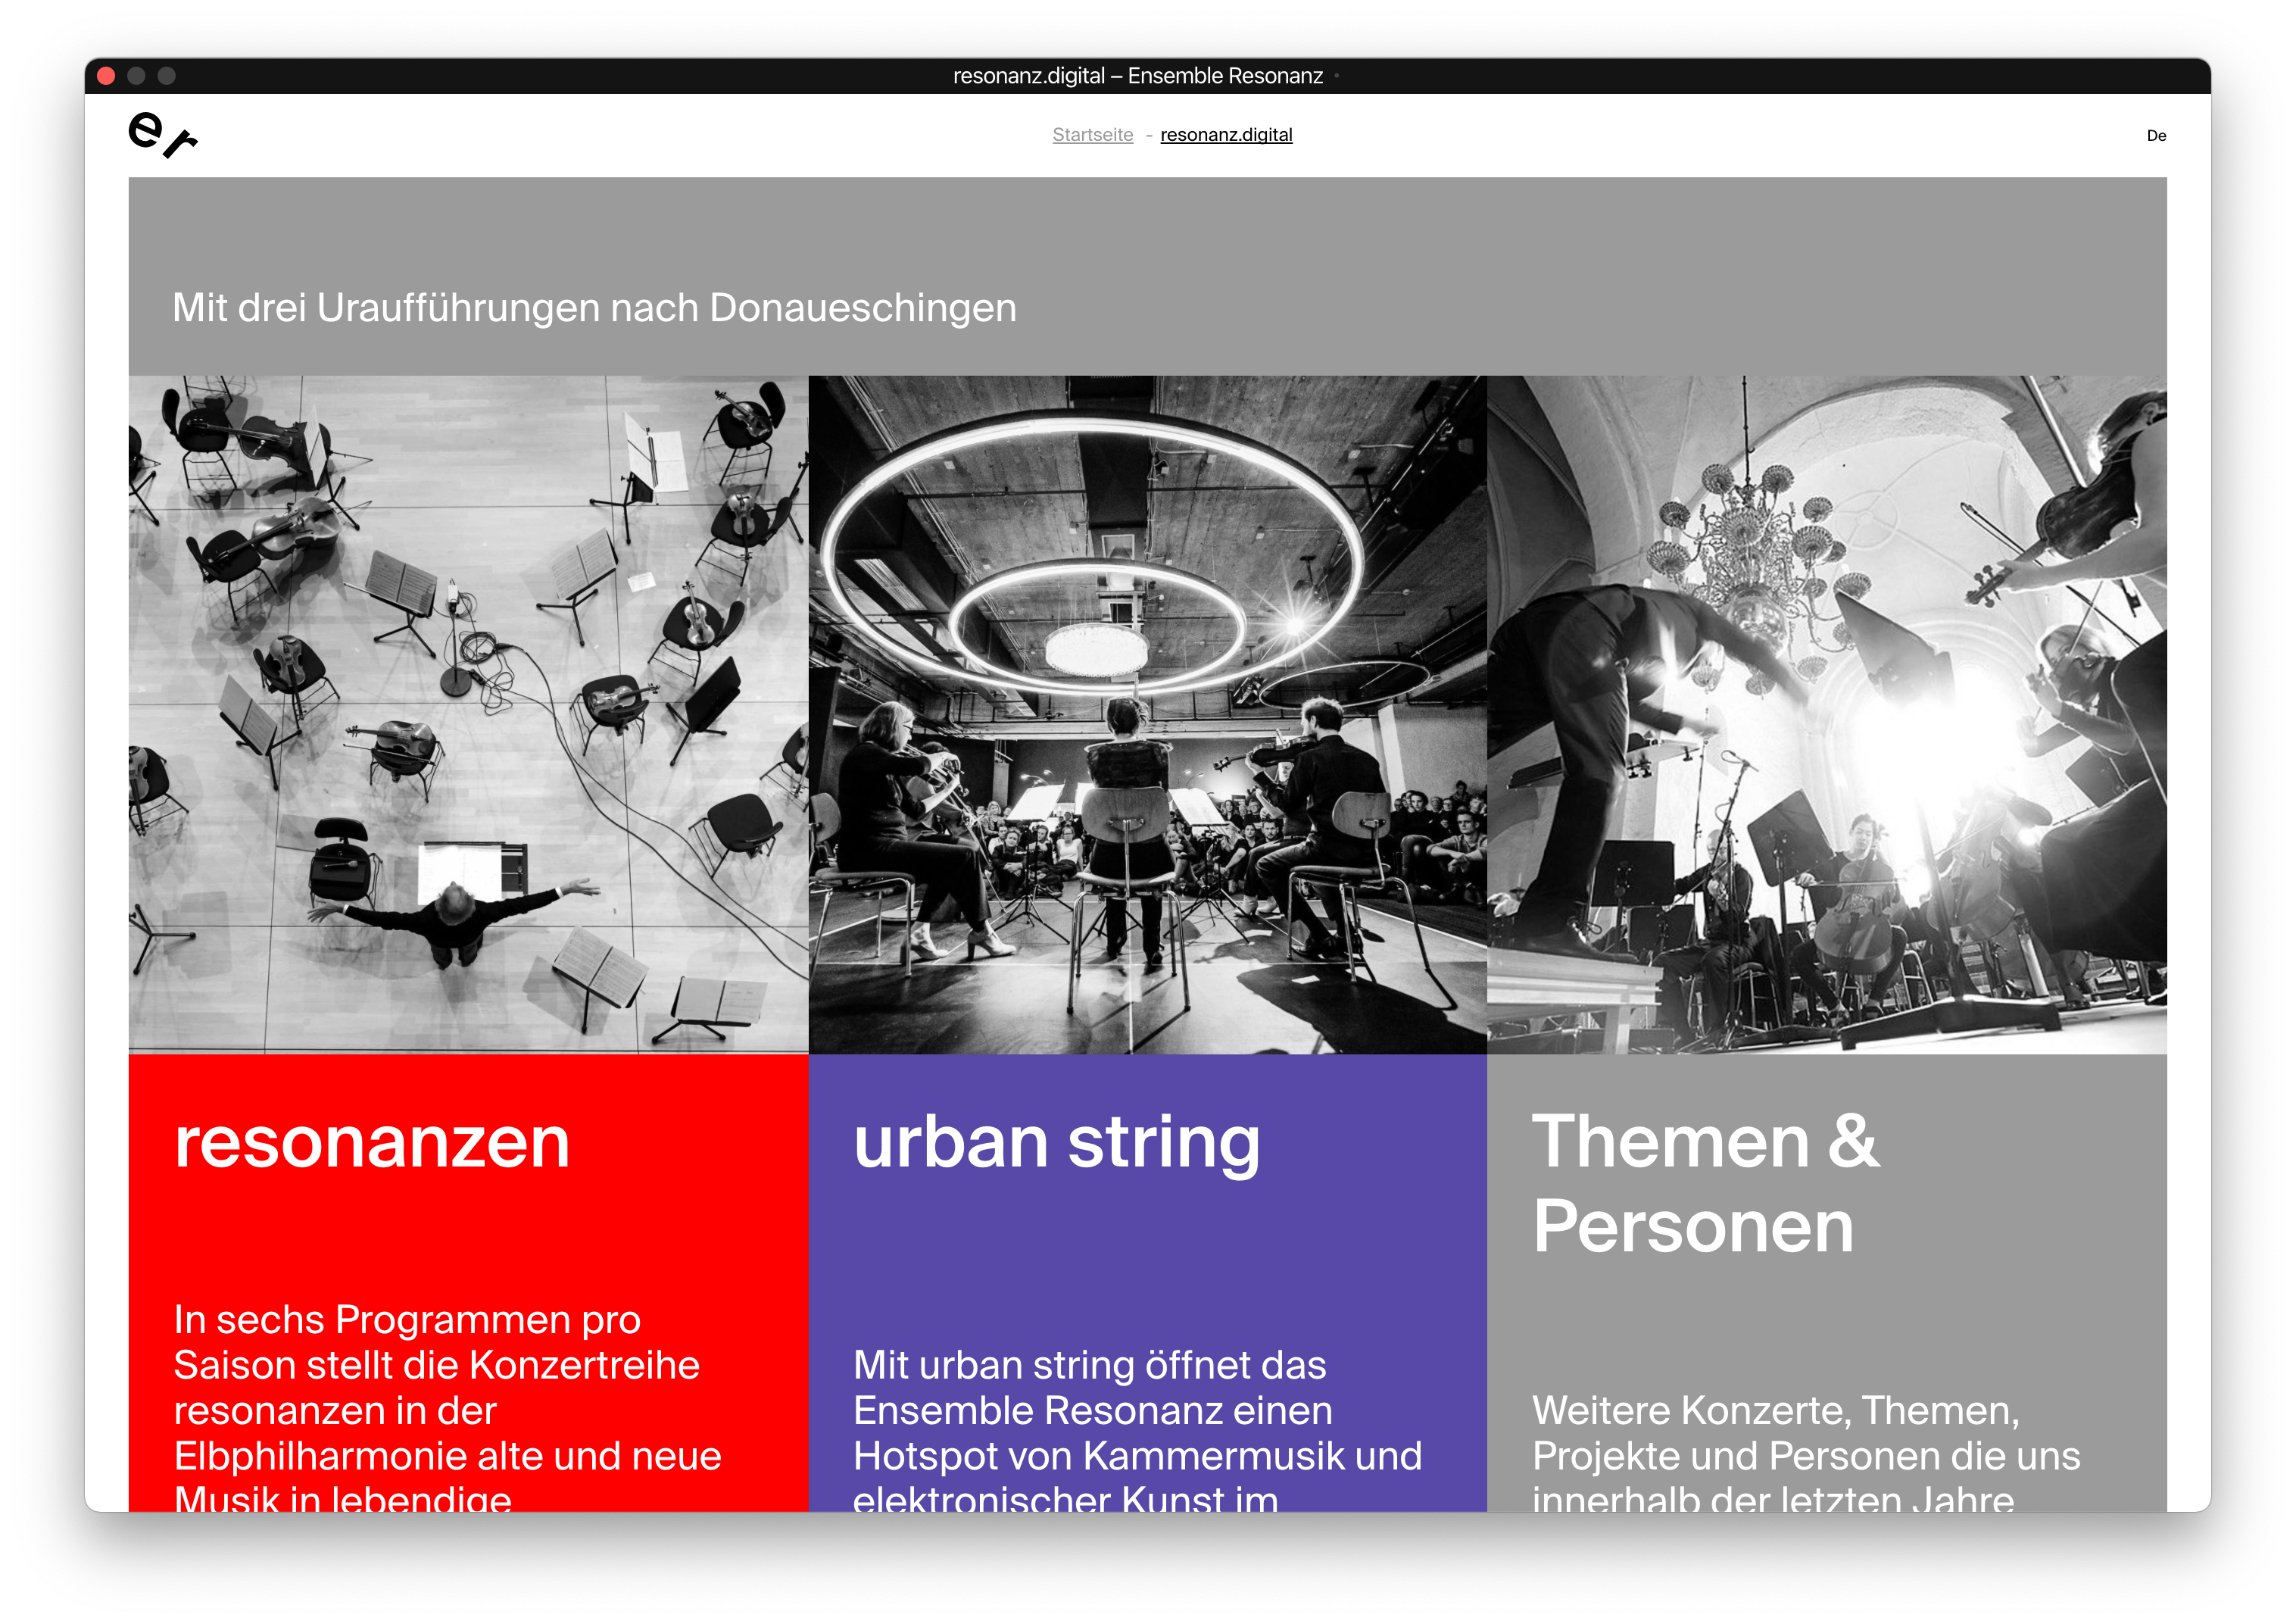 resonanz.digital – Ensemble Resonanz
er
Startseite - resonanz.digital
De
Mit drei Uraufführungen nach Donaueschingen
resonanzen
In sechs Programmen pro
Saison stellt die Konzertreihe
resonanzen in der
Elbphilharmonie alte und neue
Musik in lebendige
urban string
Mit urban string öffnet das
Ensemble Resonanz einen
Hotspot von Kammermusik und
elektronischer Kunst im
Themen &
Personen
Weitere Konzerte, Themen,
Projekte und Personen die uns
innerhalb der letzten Jahre